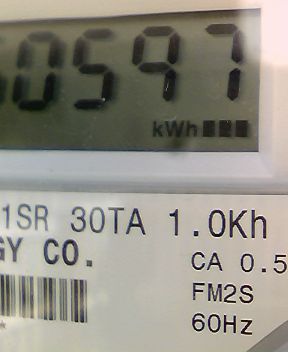 0597
kWh
1SR 30TA 1.0Kh
GY CO.
CA 0.5
FM2S
60Hz